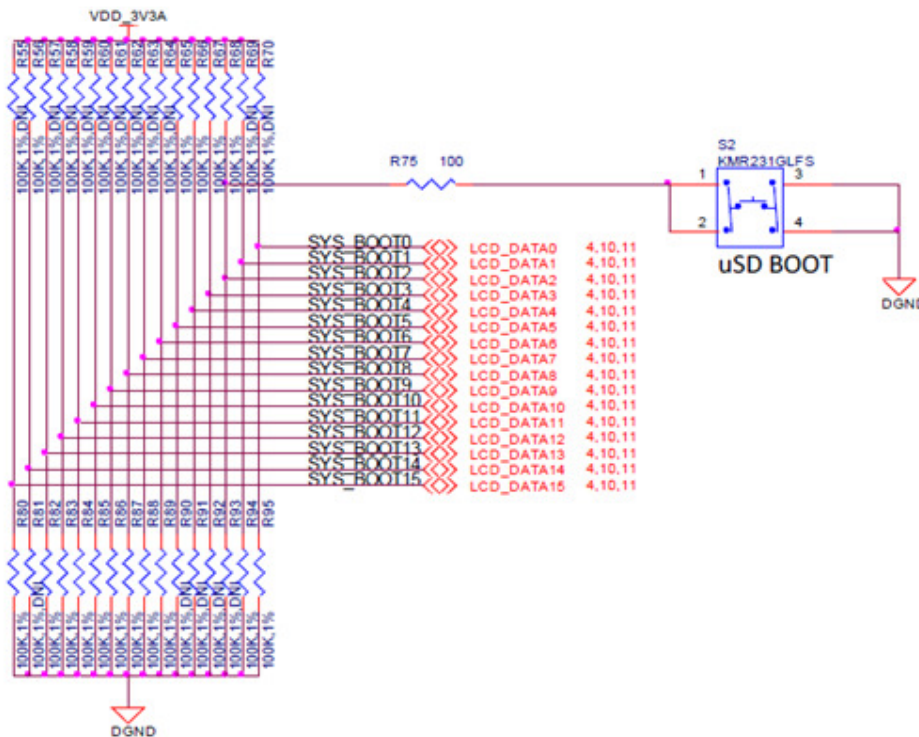 VDD_3V3A
R55 R56 R57 R58 R59 R60 R61 R62 R63 R64 R65 R66 R67 R68 R69 R70
100K,1%,DNI 100K,1% 100K,1%,DNI 100K,1%,DNI 100K,1%,DNI 100K,1%,DNI 100K,1%,DNI 100K,1%,DNI 100K,1%,DNI 100K,1%,DNI 100K,1% 100K,1% 100K,1% 100K,1% 100K,1%,DNI 100K,1%,DNI
R75 100
S2
KMR231GLFS
1 3
2 4
uSD BOOT
DGND
SYS_BOOT0 LCD_DATA0 4,10,11
SYS_BOOT1 LCD_DATA1 4,10,11
SYS_BOOT2 LCD_DATA2 4,10,11
SYS_BOOT3 LCD_DATA3 4,10,11
SYS_BOOT4 LCD_DATA4 4,10,11
SYS_BOOT5 LCD_DATA5 4,10,11
SYS_BOOT6 LCD_DATA6 4,10,11
SYS_BOOT7 LCD_DATA7 4,10,11
SYS_BOOT8 LCD_DATA8 4,10,11
SYS_BOOT9 LCD_DATA9 4,10,11
SYS_BOOT10 LCD_DATA10 4,10,11
SYS_BOOT11 LCD_DATA11 4,10,11
SYS_BOOT12 LCD_DATA12 4,10,11
SYS_BOOT13 LCD_DATA13 4,10,11
SYS_BOOT14 LCD_DATA14 4,10,11
SYS_BOOT15 LCD_DATA15 4,10,11
R80 R81 R82 R83 R84 R85 R86 R87 R88 R89 R90 R91 R92 R93 R94 R95
100K,1% 100K,1%,DNI 100K,1% 100K,1% 100K,1% 100K,1% 100K,1% 100K,1% 100K,1% 100K,1% 100K,1%,DNI 100K,1%,DNI 100K,1%,DNI 100K,1%,DNI 100K,1% 100K,1%
DGND